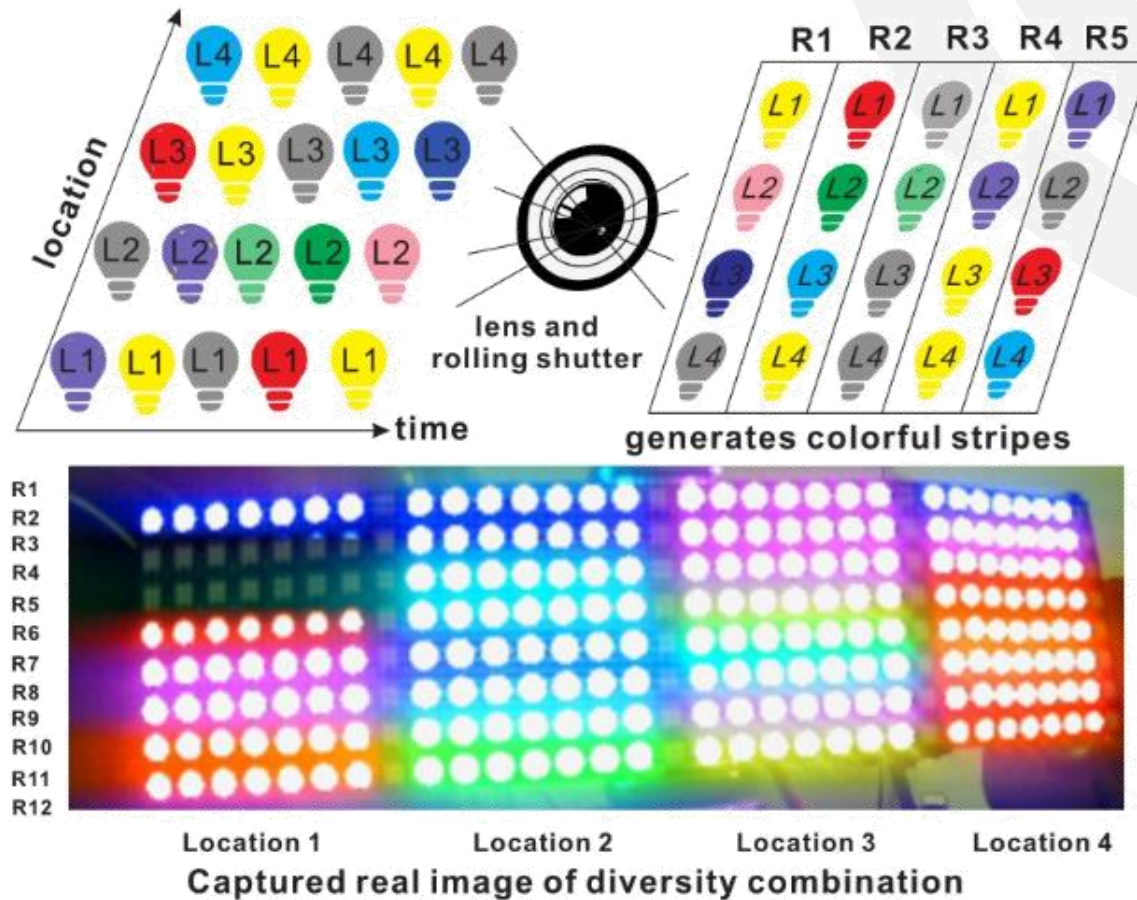 R1 R2 R3 R4 R5
L4 L4 L4 L4 L4
L3 L3 L3 L3 L3
L2 L2 L2 L2 L2
L1 L1 L1 L1 L1
location
time
lens and
rolling shutter
L1 L1 L1 L1 L1
L2 L2 L2 L2 L2
L3 L3 L3 L3 L3
L4 L4 L4 L4 L4
generates colorful stripes
R1
R2
R3
R4
R5
R6
R7
R8
R9
R10
R11
R12
Location 1 Location 2 Location 3 Location 4
Captured real image of diversity combination